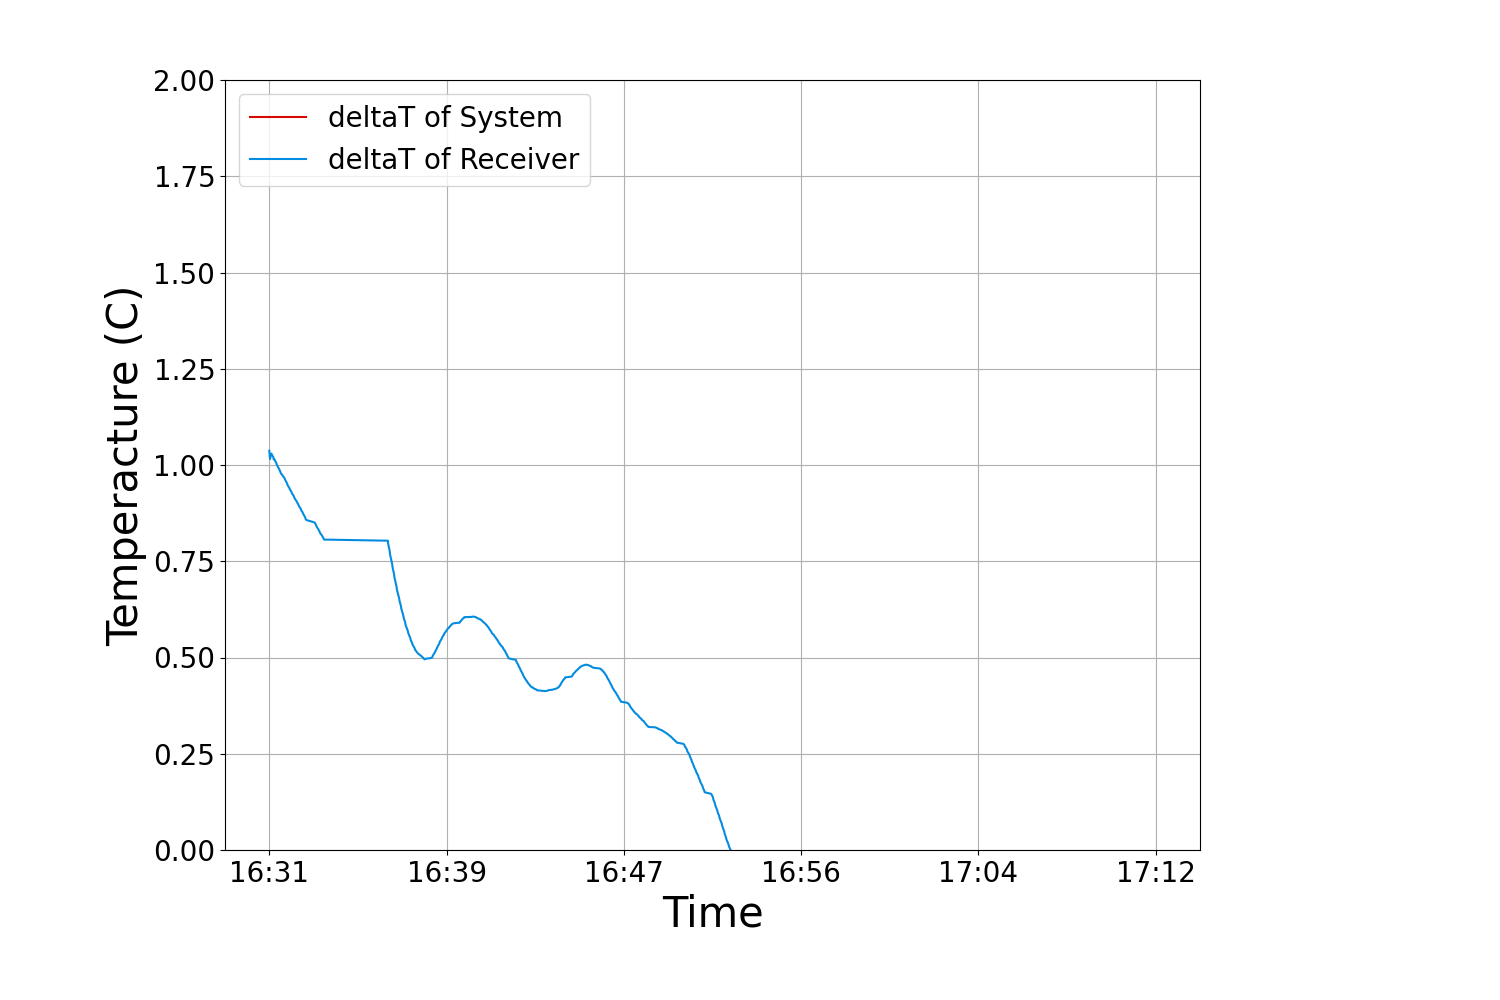 2.00
deltaT of System
deltaT of Receiver
1.75
1.50
1.25
1.00
0.75
0.50
0.25
0.00
Temperacture (C)
16:31 16:39 16:47 16:56 17:04 17:12
Time